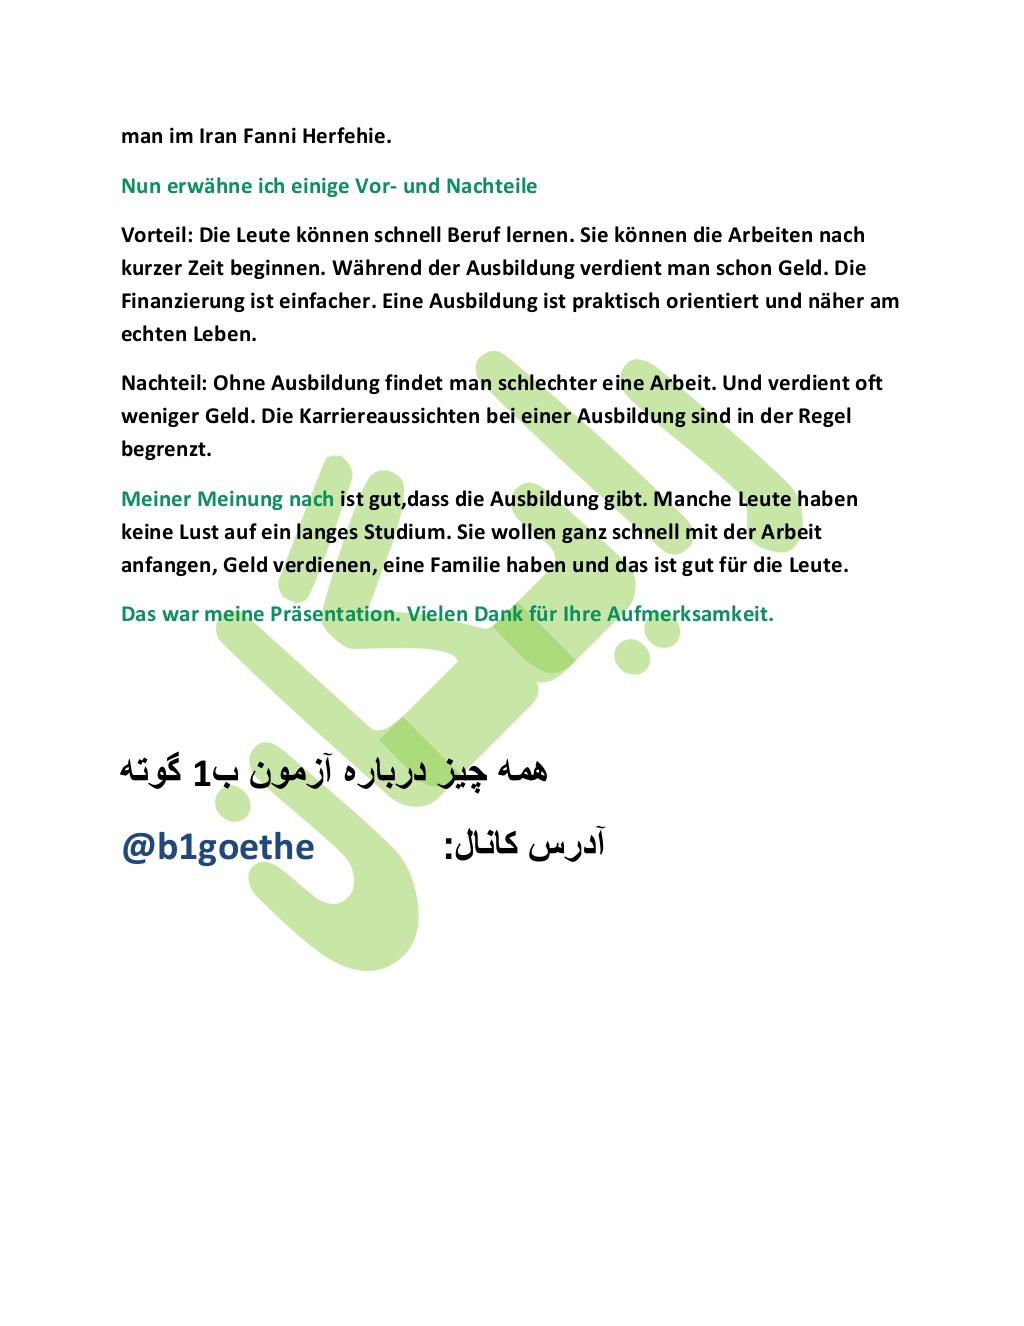 man im Iran Fanni Herfehie.
Nun erwähne ich einige Vor- und Nachteile
Vorteil: Die Leute können schnell Beruf lernen. Sie können die Arbeiten nach
kurzer Zeit beginnen. Während der Ausbildung verdient man schon Geld. Die
Finanzierung ist einfacher. Eine Ausbildung ist praktisch orientiert und näher am
echten Leben.
Nachteil: Ohne Ausbildung findet man schlechter eine Arbeit. Und verdient oft
weniger Geld. Die Karriereaussichten bei einer Ausbildung sind in der Regel
begrenzt.
Meiner Meinung nach ist gut,dass die Ausbildung gibt. Manche Leute haben
keine Lust auf ein langes Studium. Sie wollen ganz schnell mit der Arbeit
anfangen, Geld verdienen, eine Familie haben und das ist gut für die Leute.
Das war meine Präsentation. Vielen Dank für Ihre Aufmerksamkeit.
رایگان
همه چیز درباره آزمون ب1 گوته
آدرس کانال: @b1goethe